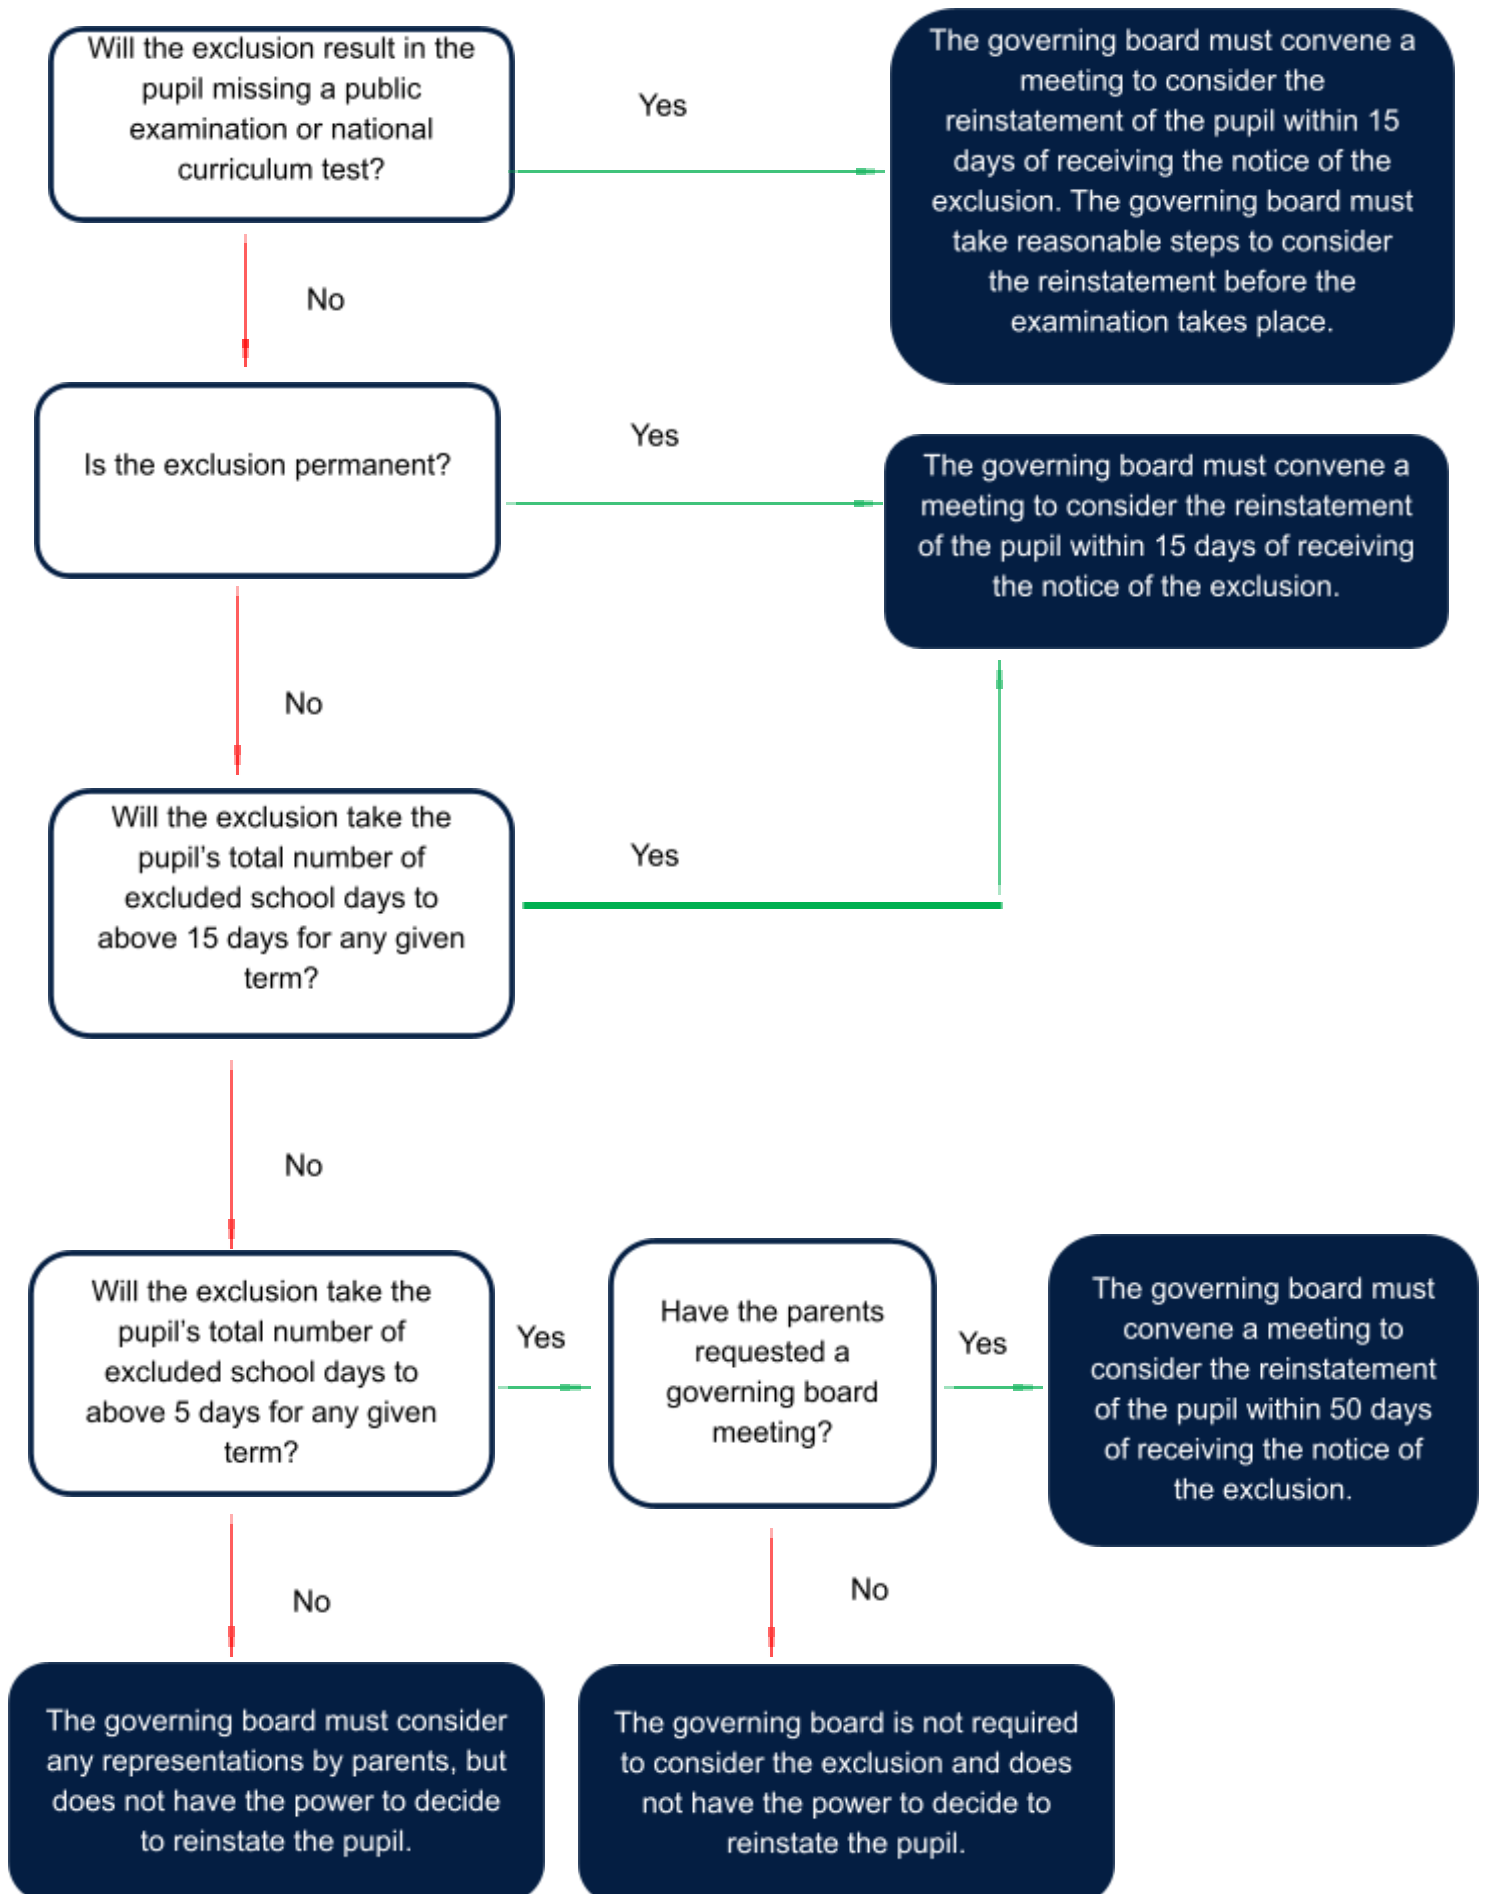 Will the exclusion result in the
pupil missing a public
examination or national
curriculum test?
Yes
The governing board must convene a
meeting to consider the
reinstatement of the pupil within 15
days of receiving the notice of the
exclusion. The governing board must
take reasonable steps to consider
the reinstatement before the
examination takes place.
No
Is the exclusion permanent?
Yes
The governing board must convene a
meeting to consider the reinstatement
of the pupil within 15 days of receiving
the notice of the exclusion.
No
Will the exclusion take the
pupil’s total number of
excluded school days to
above 15 days for any given
term?
Yes
No
Will the exclusion take the
pupil’s total number of
excluded school days to
above 5 days for any given
term?
Yes
Have the parents
requested a
governing board
meeting?
Yes
The governing board must
convene a meeting to
consider the reinstatement
of the pupil within 50 days
of receiving the notice of
the exclusion.
No
No
The governing board must consider
any representations by parents, but
does not have the power to decide
to reinstate the pupil.
The governing board is not required
to consider the exclusion and does
not have the power to decide to
reinstate the pupil.